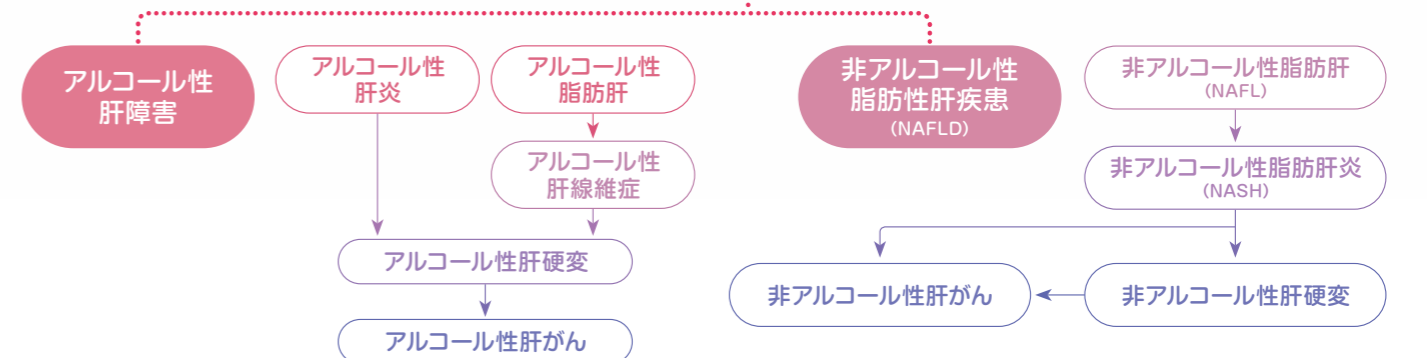 アルコール性
肝障害
アルコール性
肝炎
アルコール性
脂肪肝
アルコール性
肝線維症
アルコール性肝硬変
アルコール性肝がん
非アルコール性
脂肪性肝疾患
(NAFLD)
非アルコール性脂肪肝
(NAFL)
非アルコール性脂肪肝炎
(NASH)
非アルコール性肝がん
非アルコール性肝硬変